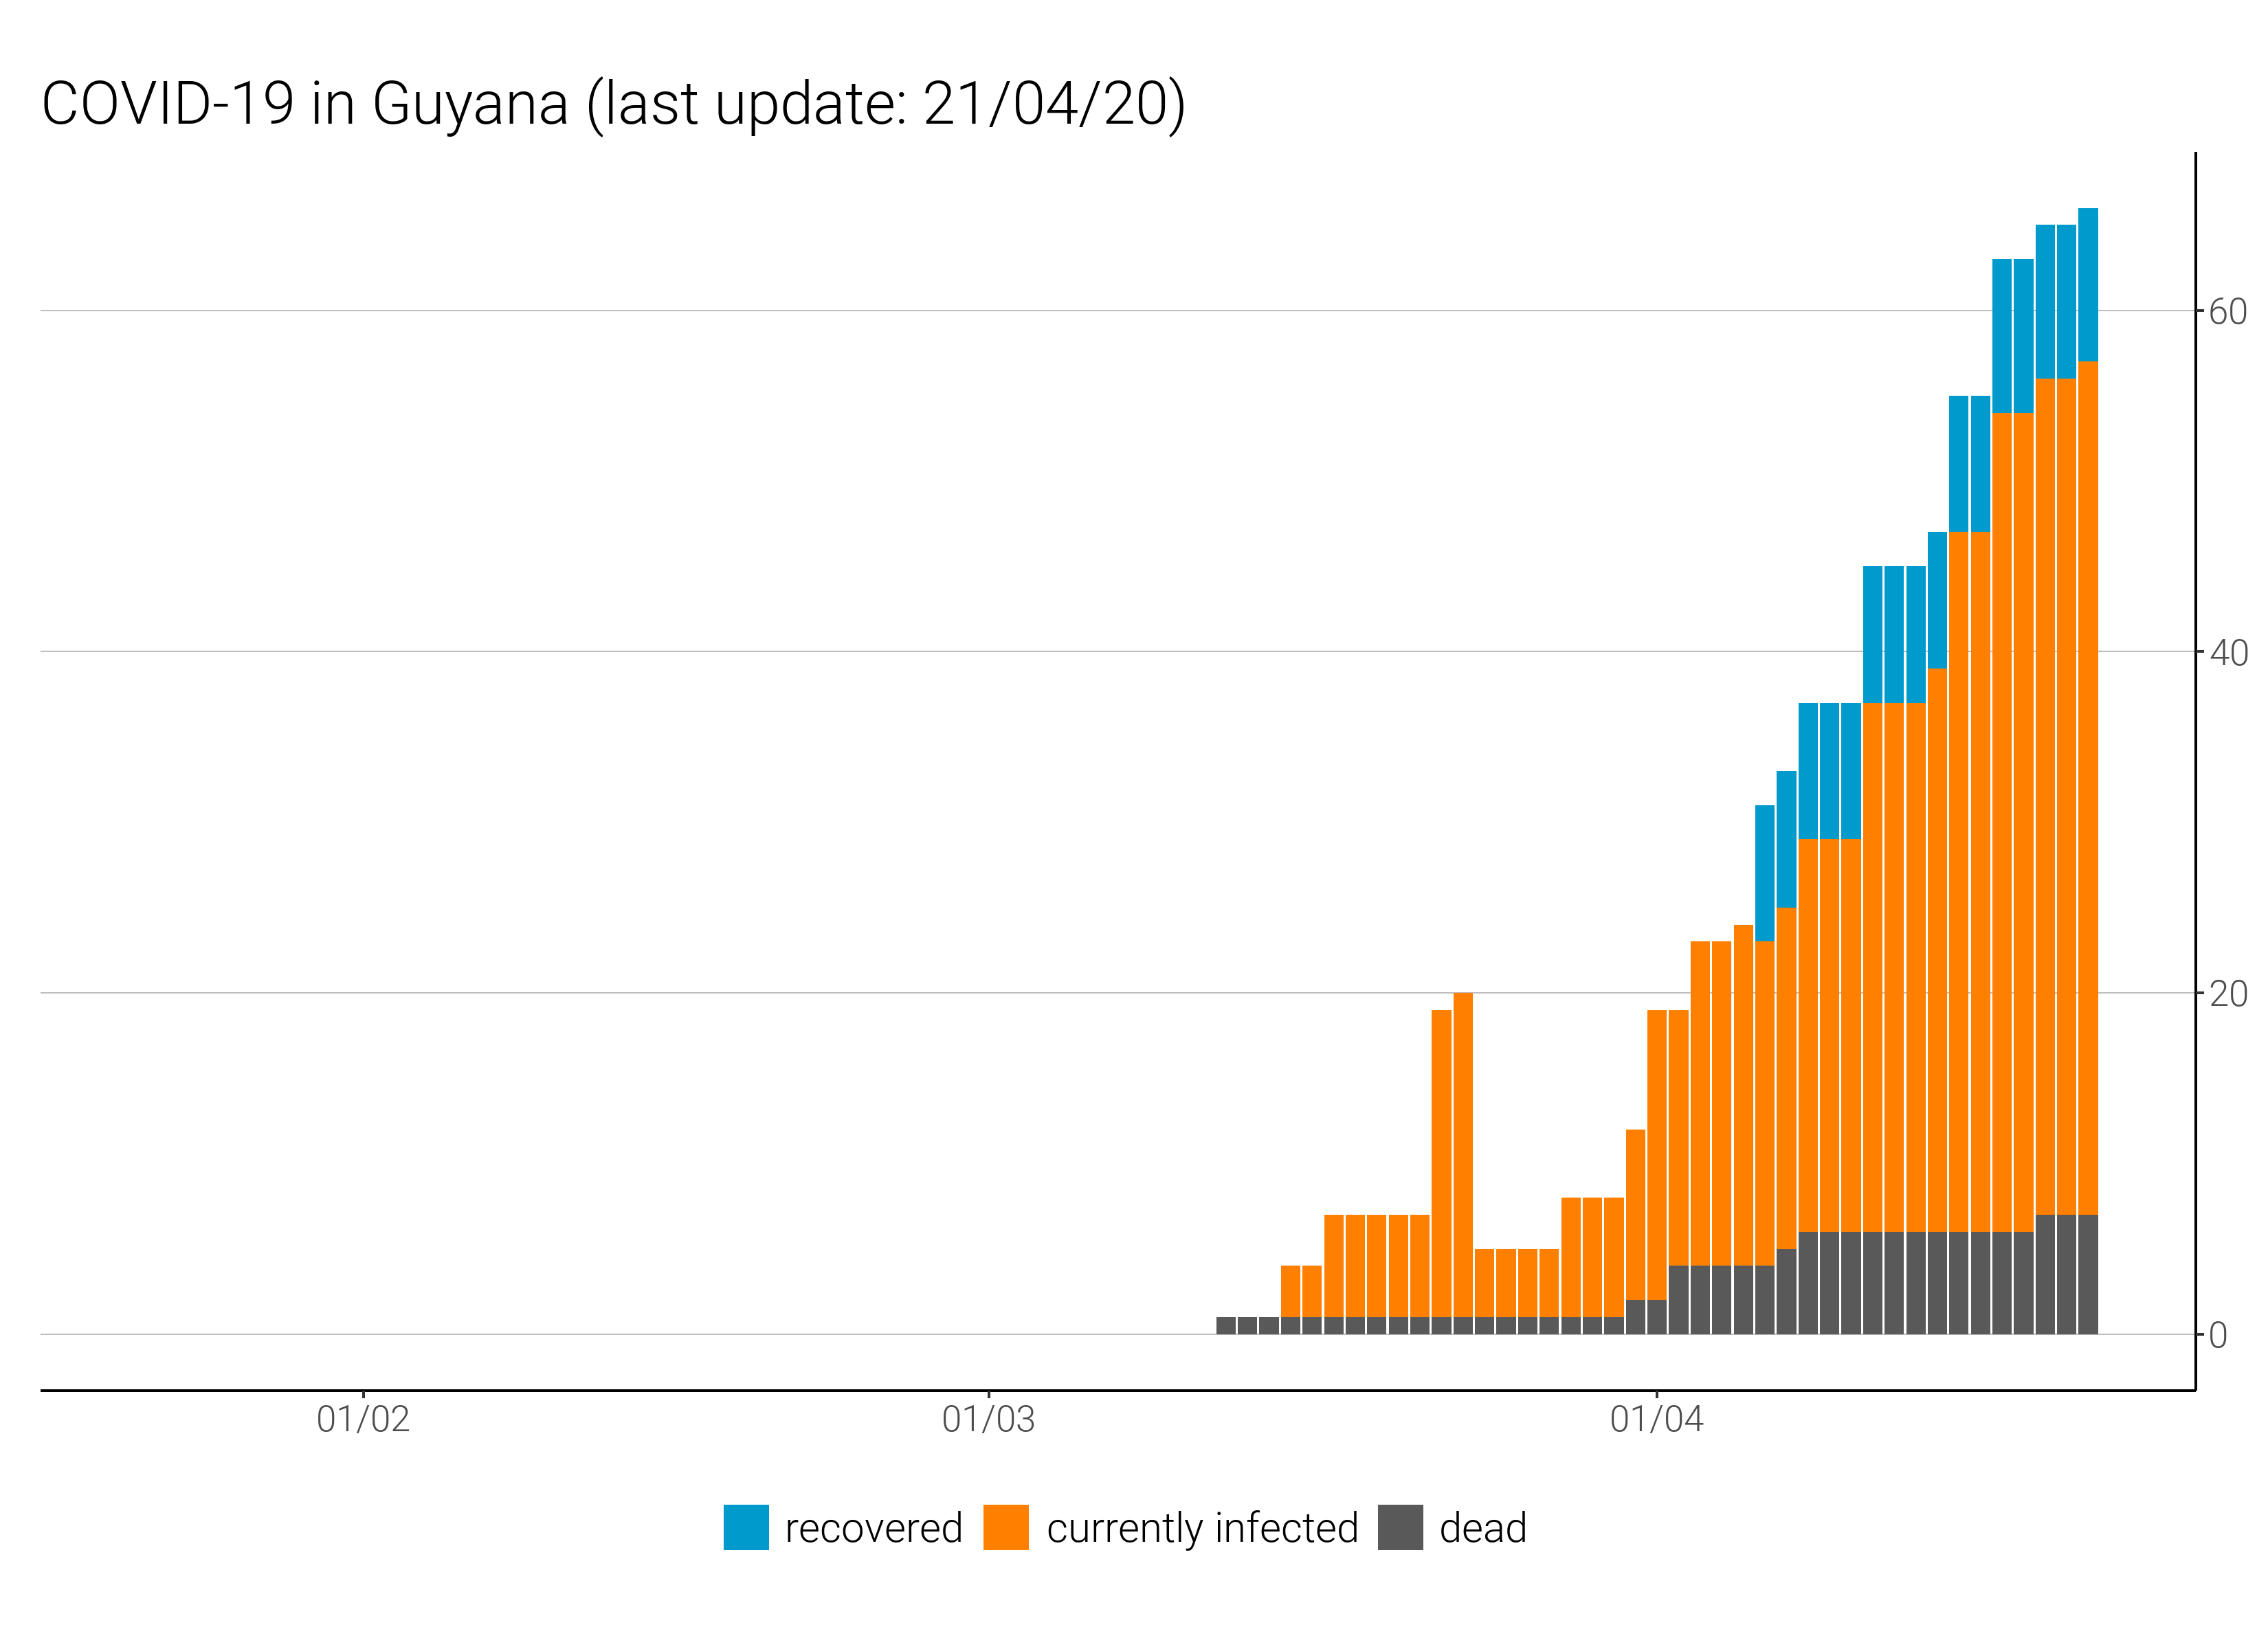 COVID-19 in Guyana (last update: 21/04/20)
60
40
20
0
01/02 01/03 01/04
recovered currently infected dead